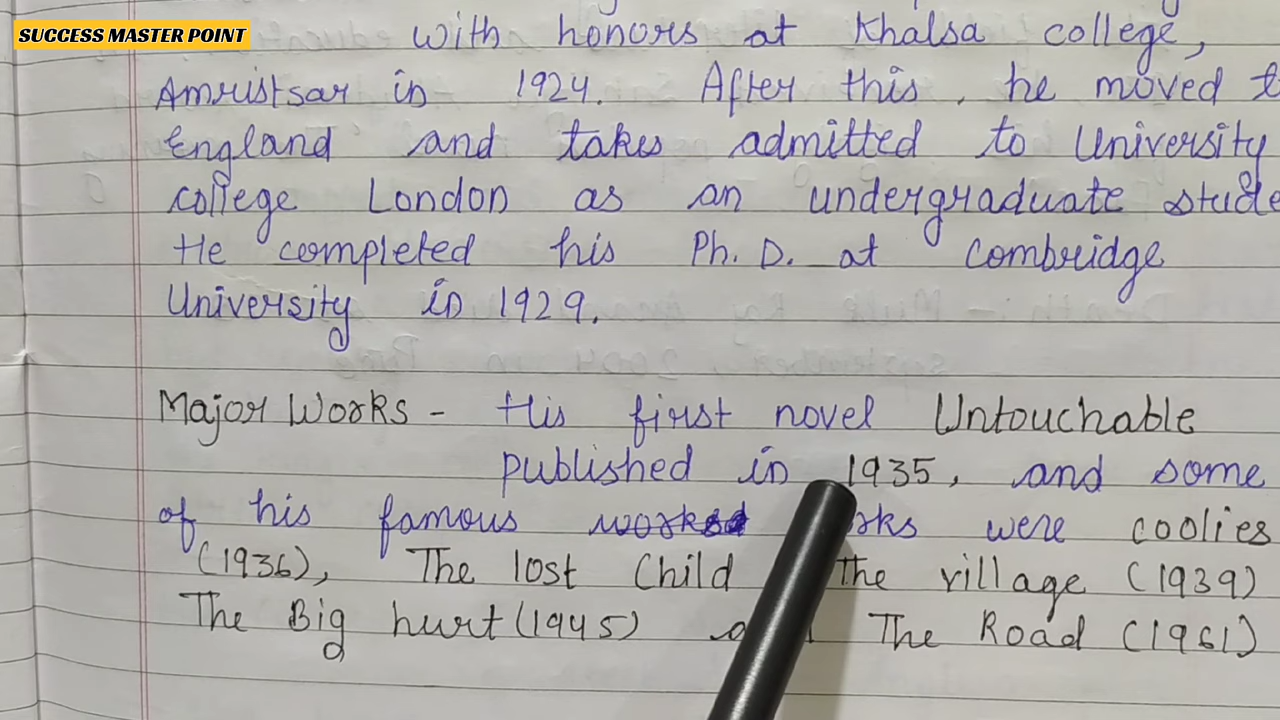 SUCCESS MASTER POINT
with honors at Khalsa college,
Amristsar in 1924. After this, he moved t
England and takes admitted to University
college London as an undergraduate stude
He completed his Ph. D. at combridge
University in 1929.
Major Works - His first novel Untouchable
published in 1935, and some
of his famous works were coolies
(1936), The lost child The village (1939)
The Big hurt (1945) The Road (1961)